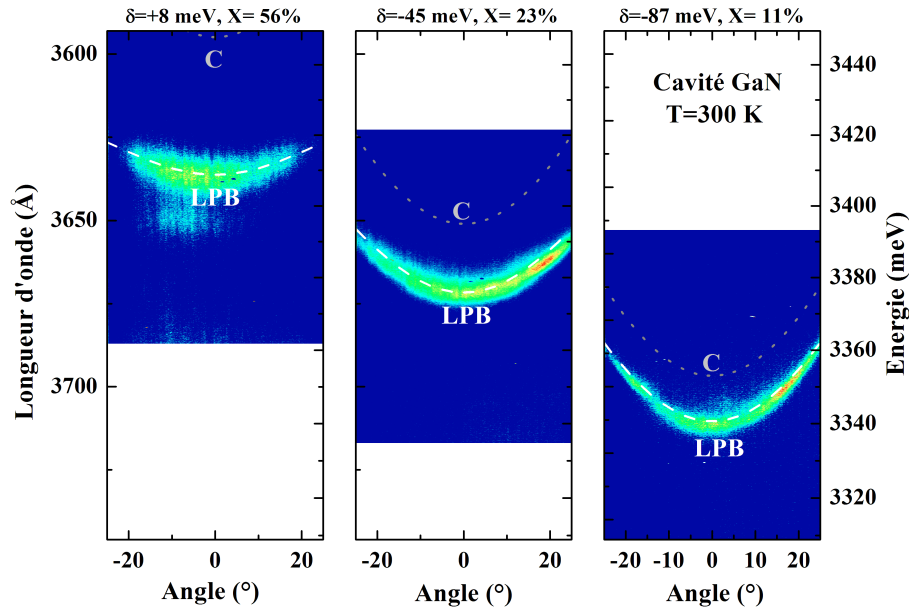 δ=+8 meV, X= 56%
δ=-45 meV, X= 23%
δ=-87 meV, X= 11%
Longueur d'onde (Å)
3600
3650
3700
C
LPB
C
LPB
Cavité GaN
T=300 K
C
LPB
3440
3420
3400
3380
3360
3340
3320
Energie (meV)
-20 0 20
-20 0 20
-20 -10 0 10 20
Angle (°)
Angle (°)
Angle (°)